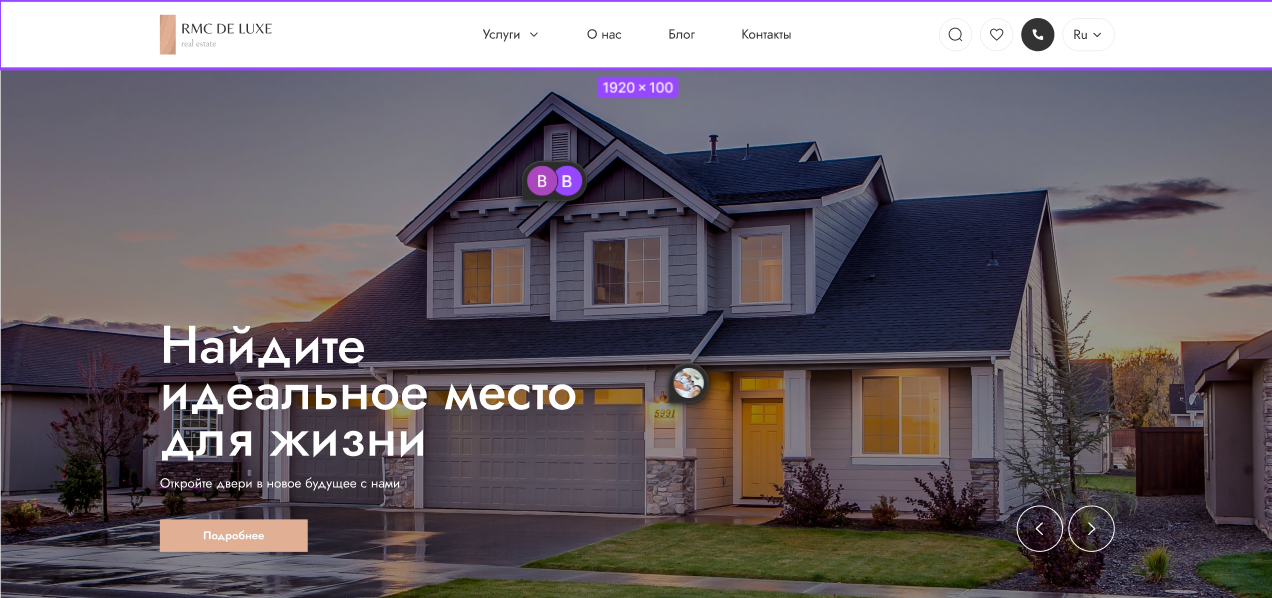 RMC DE LUXE
real estate
Услуги
О нас
Блог
Контакты
Ru
1920 × 100
B B
5991
Найдите
идеальное место
для жизни
Откройте двери в новое будущее с нами
Подробнее